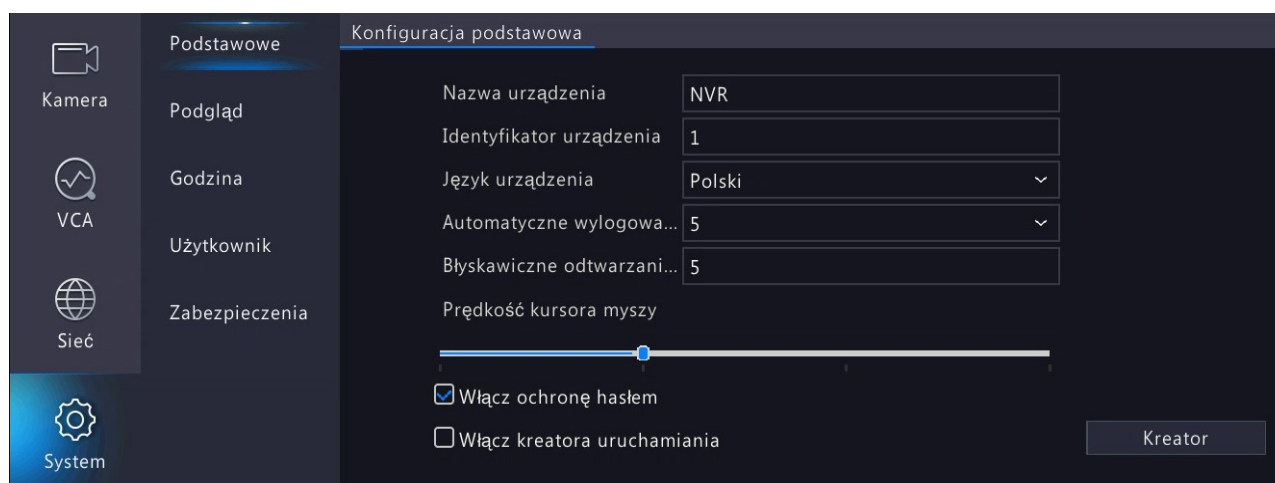 Kamera
VCA
Sieć
System
Podstawowe
Podgląd
Godzina
Użytkownik
Zabezpieczenia
Konfiguracja podstawowa
Nazwa urządzenia NVR
Identyfikator urządzenia 1
Język urządzenia Polski
Automatyczne wylogowa... 5
Błyskawiczne odtwarzani... 5
Prędkość kursora myszy
Włącz ochronę hasłem
Włącz kreatora uruchamiania
Kreator